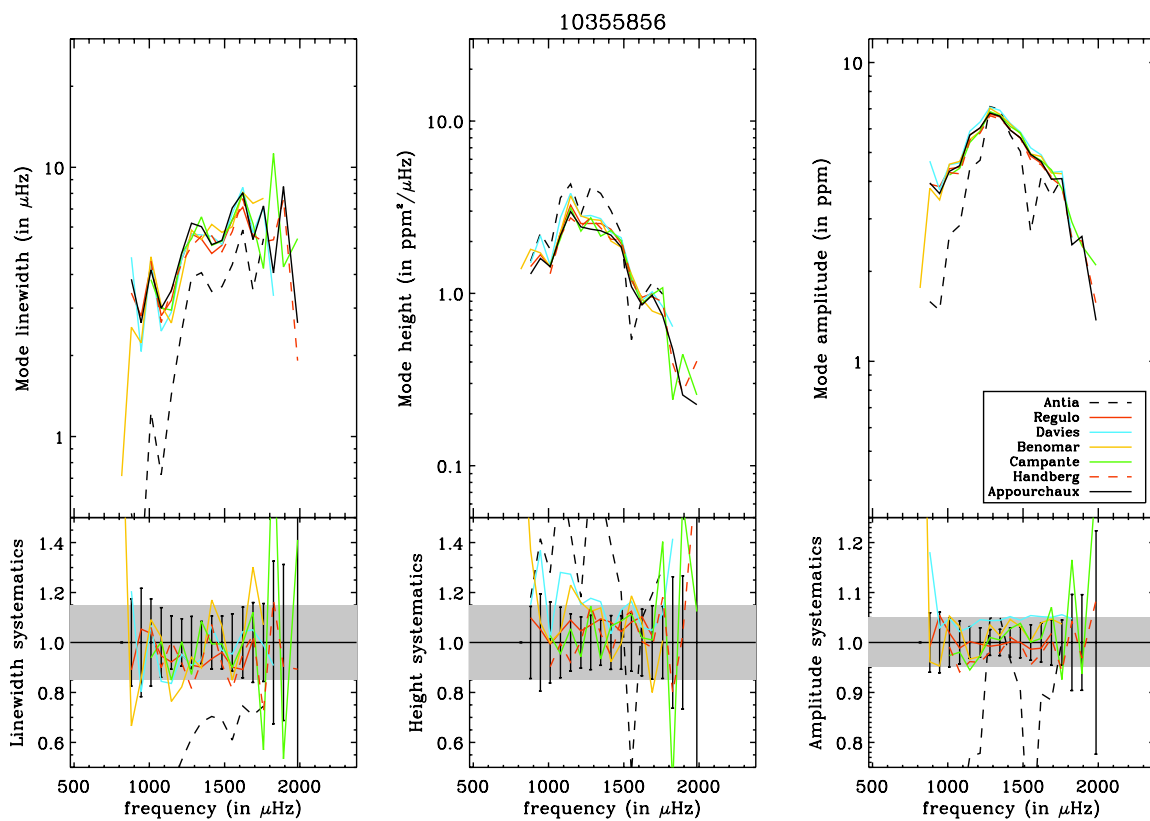 10355856
Mode linewidth (in μHz)
10
1
Mode height (in ppm²/μHz)
10.0
1.0
0.1
Mode amplitude (in ppm)
10
1
Antia
Regulo
Davies
Benomar
Campante
Handberg
Appourchaux
Linewidth systematics
1.4
1.2
1.0
0.8
0.6
500 1000 1500 2000
frequency (in μHz)
Height systematics
1.4
1.2
1.0
0.8
0.6
500 1000 1500 2000
frequency (in μHz)
Amplitude systematics
1.2
1.1
1.0
0.9
0.8
500 1000 1500 2000
frequency (in μHz)